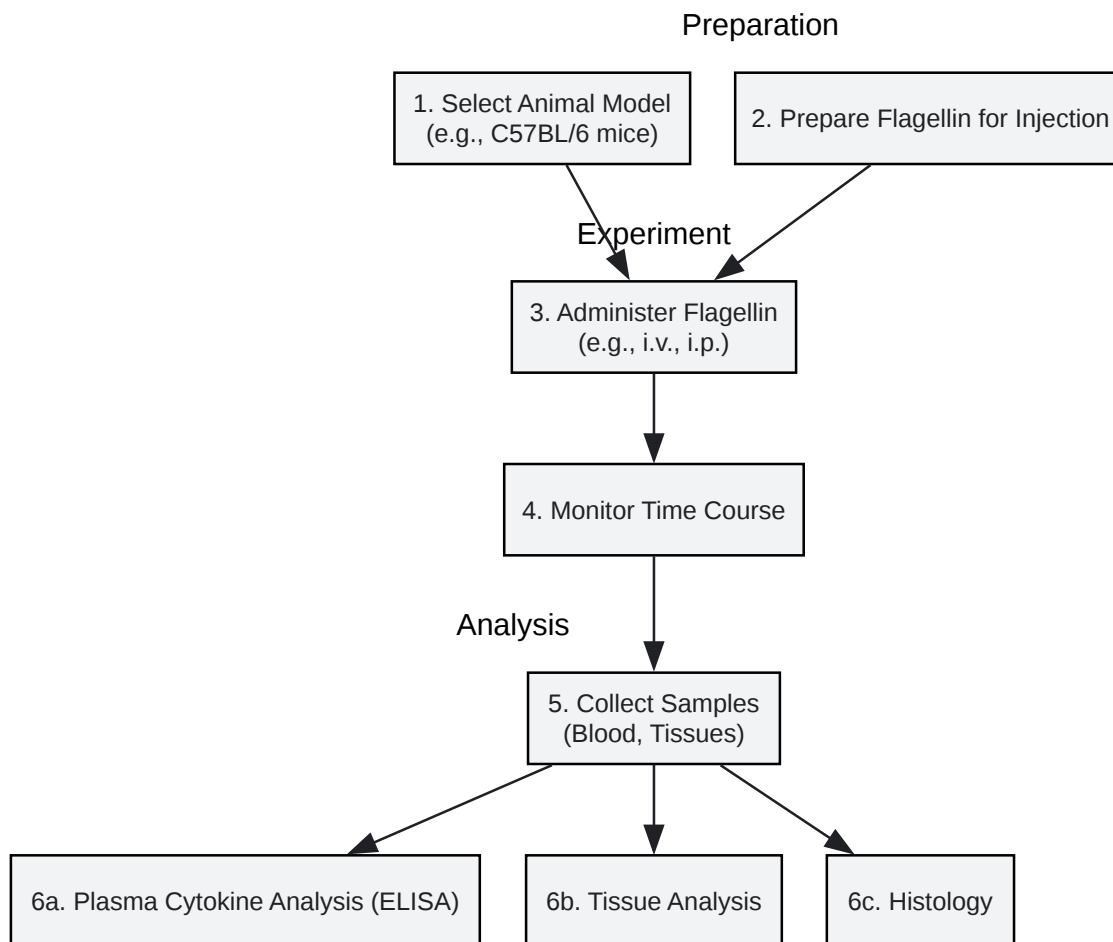 Preparation
1. Select Animal Model
(e.g., C57BL/6 mice)
2. Prepare Flagellin for Injection
Experiment
3. Administer Flagellin
(e.g., i.v., i.p.)
4. Monitor Time Course
Analysis
5. Collect Samples
(Blood, Tissues)
6a. Plasma Cytokine Analysis (ELISA)
6b. Tissue Analysis
6c. Histology